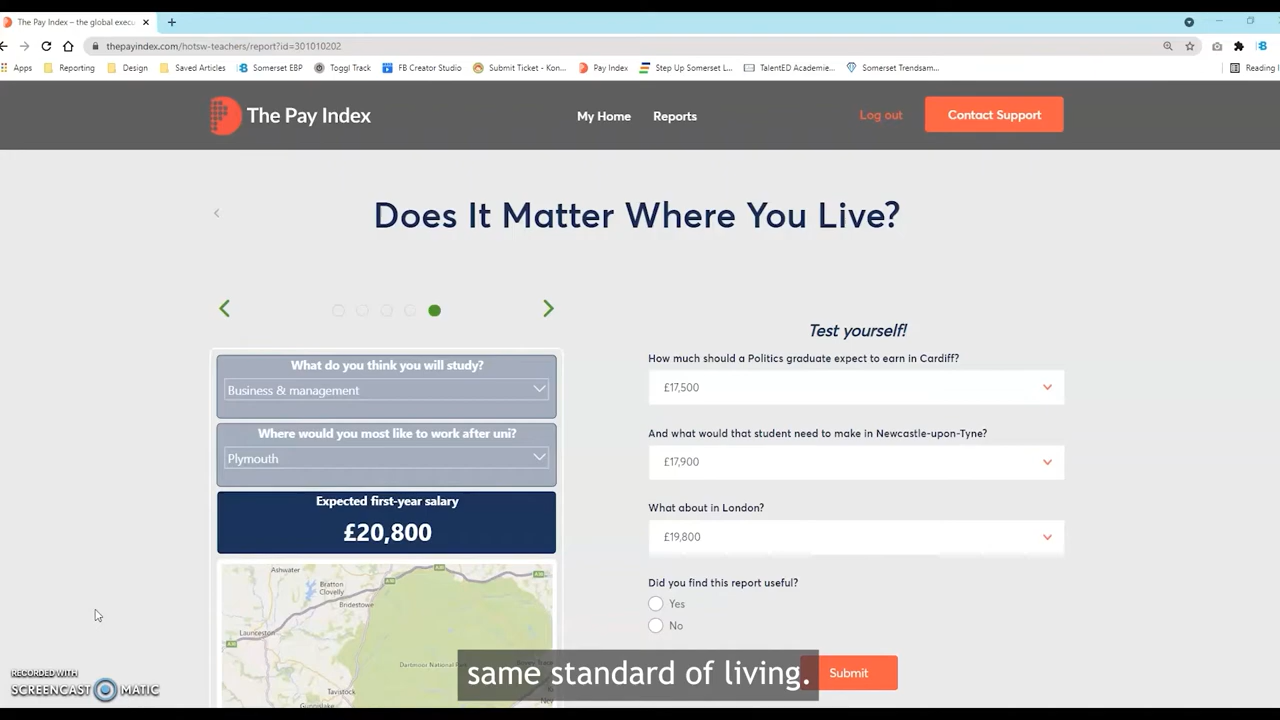 The Pay Index – the global execu
thepayindex.com/hotsw-teachers/report?id=301010202
Apps Reporting Design Saved Articles Somerset EBP Toggl Track FB Creator Studio Submit Ticket - Kon... Pay Index Step Up Somerset L... TalentED Academie... Somerset Trendsam... Reading l
The Pay Index My Home Reports Log out Contact Support
Does It Matter Where You Live?
Test yourself!
What do you think you will study?
Business & management
Where would you most like to work after uni?
Plymouth
Expected first-year salary
£20,800
Ashwater
Bratton
Clovelly
Bridestowe
Launceston
Dartmoor National
Tavistock
Gunnislake
A30
A30
A30
A30
How much should a Politics graduate expect to earn in Cardiff?
£17,500
And what would that student need to make in Newcastle-upon-Tyne?
£17,900
What about in London?
£19,800
Did you find this report useful?
Yes
No
Submit
same standard of living.
RECORDED WITH
SCREENCAST MATIC